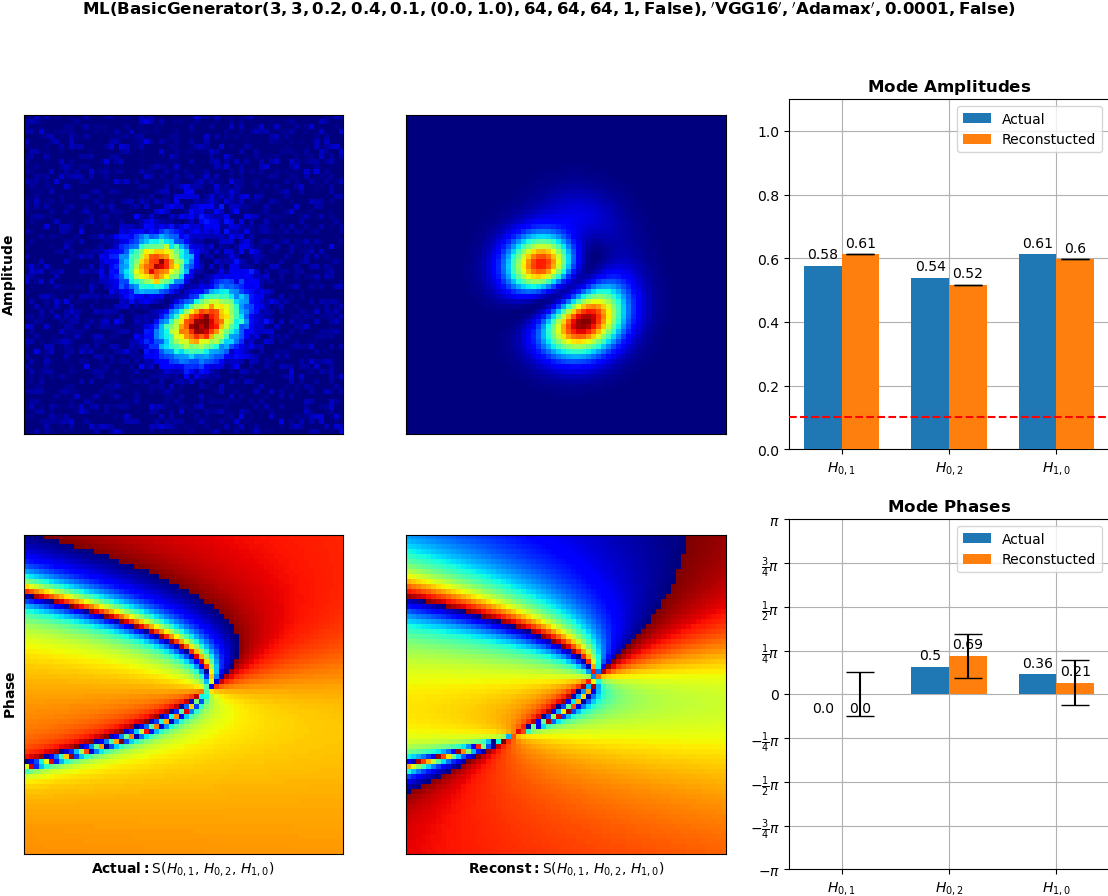 ML(BasicGenerator(3, 3, 0.2, 0.4, 0.1, (0.0, 1.0), 64, 64, 64, 1, False), ′VGG16′, ′Adamax′, 0.0001, False)
Amplitude
Mode Amplitudes
Actual
Reconstucted
1.0
0.8
0.6
0.4
0.2
0.0
0.58
0.61
0.54
0.52
0.61
0.6
H0,1
H0,2
H1,0
Phase
Actual: S(H0,1, H0,2, H1,0)
Reconst: S(H0,1, H0,2, H1,0)
Mode Phases
Actual
Reconstucted
π
3/4π
1/2π
1/4π
0
−1/4π
−1/2π
−3/4π
−π
0.0
0.0
0.5
0.69
0.36
0.21
H0,1
H0,2
H1,0